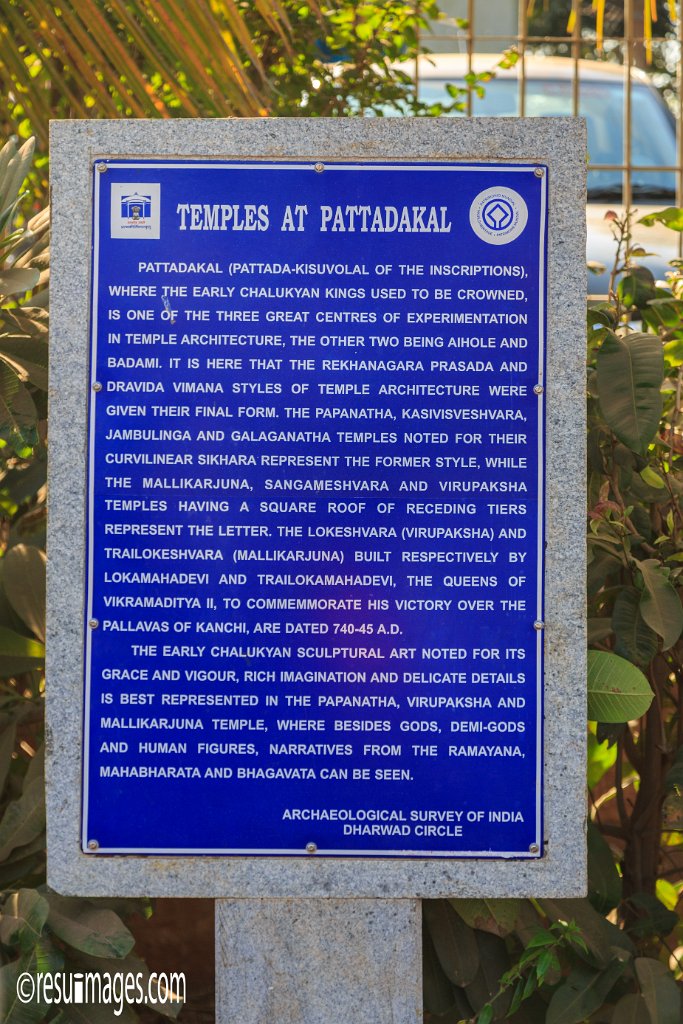 TEMPLES AT PATTADAKAL
PATTADAKAL (PATTADA-KISUVOLAL OF THE INSCRIPTIONS),
WHERE THE EARLY CHALUKYAN KINGS USED TO BE CROWNED,
IS ONE OF THE THREE GREAT CENTRES OF EXPERIMENTATION
IN TEMPLE ARCHITECTURE, THE OTHER TWO BEING AIHOLE AND
BADAMI. IT IS HERE THAT THE REKHANAGARA PRASADA AND
DRAVIDA VIMANA STYLES OF TEMPLE ARCHITECTURE WERE
GIVEN THEIR FINAL FORM. THE PAPANATHA, KASIVISVESHVARA,
JAMBULINGA AND GALAGANATHA TEMPLES NOTED FOR THEIR
CURVILINEAR SIKHARA REPRESENT THE FORMER STYLE, WHILE
THE MALLIKARJUNA, SANGAMESHVARA AND VIRUPAKSHA
TEMPLES HAVING A SQUARE ROOF OF RECEDING TIERS
REPRESENT THE LETTER. THE LOKESHVARA (VIRUPAKSHA) AND
TRAILOKESHVARA (MALLIKARJUNA) BUILT RESPECTIVELY BY
LOKAMAHADEVI AND TRAILOKAMAHADEVI, THE QUEENS OF
VIKRAMADITYA II, TO COMMEMMORATE HIS VICTORY OVER THE
PALLAVAS OF KANCHI, ARE DATED 740-45 A.D.
THE EARLY CHALUKYAN SCULPTURAL ART NOTED FOR ITS
GRACE AND VIGOUR, RICH IMAGINATION AND DELICATE DETAILS
IS BEST REPRESENTED IN THE PAPANATHA, VIRUPAKSHA AND
MALLIKARJUNA TEMPLE, WHERE BESIDES GODS, DEMI-GODS
AND HUMAN FIGURES, NARRATIVES FROM THE RAMAYANA,
MAHABHARATA AND BHAGAVATA CAN BE SEEN.
ARCHAEOLOGICAL SURVEY OF INDIA
DHARWAD CIRCLE
©resuimages.com